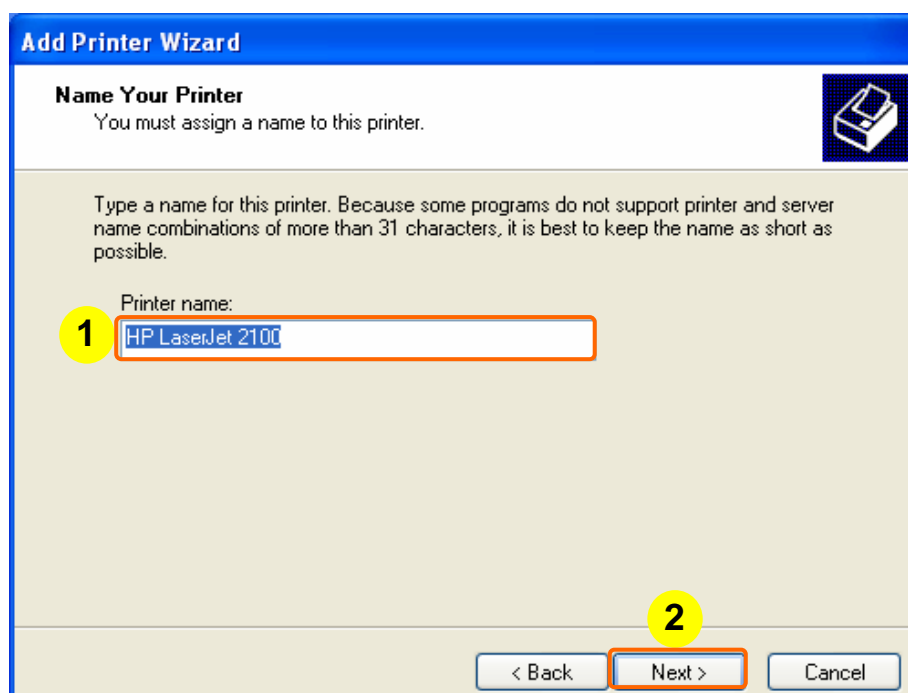 Add Printer Wizard
Name Your Printer
You must assign a name to this printer.
Type a name for this printer. Because some programs do not support printer and server
name combinations of more than 31 characters, it is best to keep the name as short as
possible.
Printer name:
1
HP LaserJet 2100
2
< Back Next > Cancel